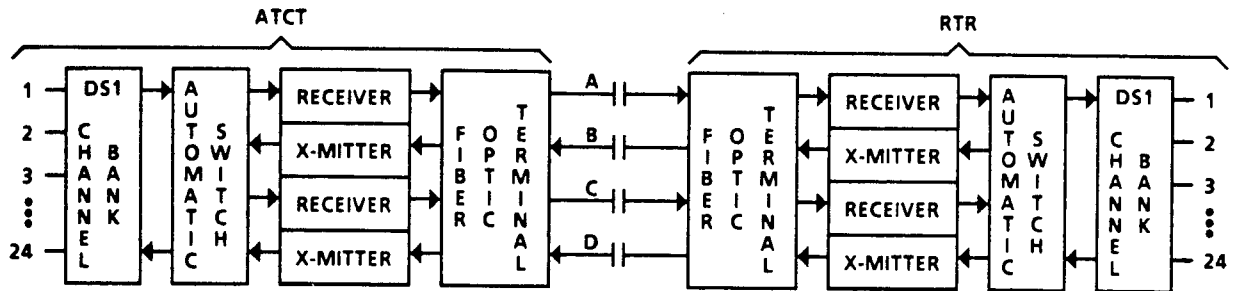 ATCT
RTR
1
2
3
24
DS1
CHANNEL
BANK
AUTOMATIC
SWITCH
RECEIVER
X-MITTER
RECEIVER
X-MITTER
FIBER
OPTIC
TERMINAL
A
B
C
D
FIBER
OPTIC
TERMINAL
RECEIVER
X-MITTER
RECEIVER
X-MITTER
AUTOMATIC
SWITCH
DS1
CHANNEL
BANK
1
2
3
24